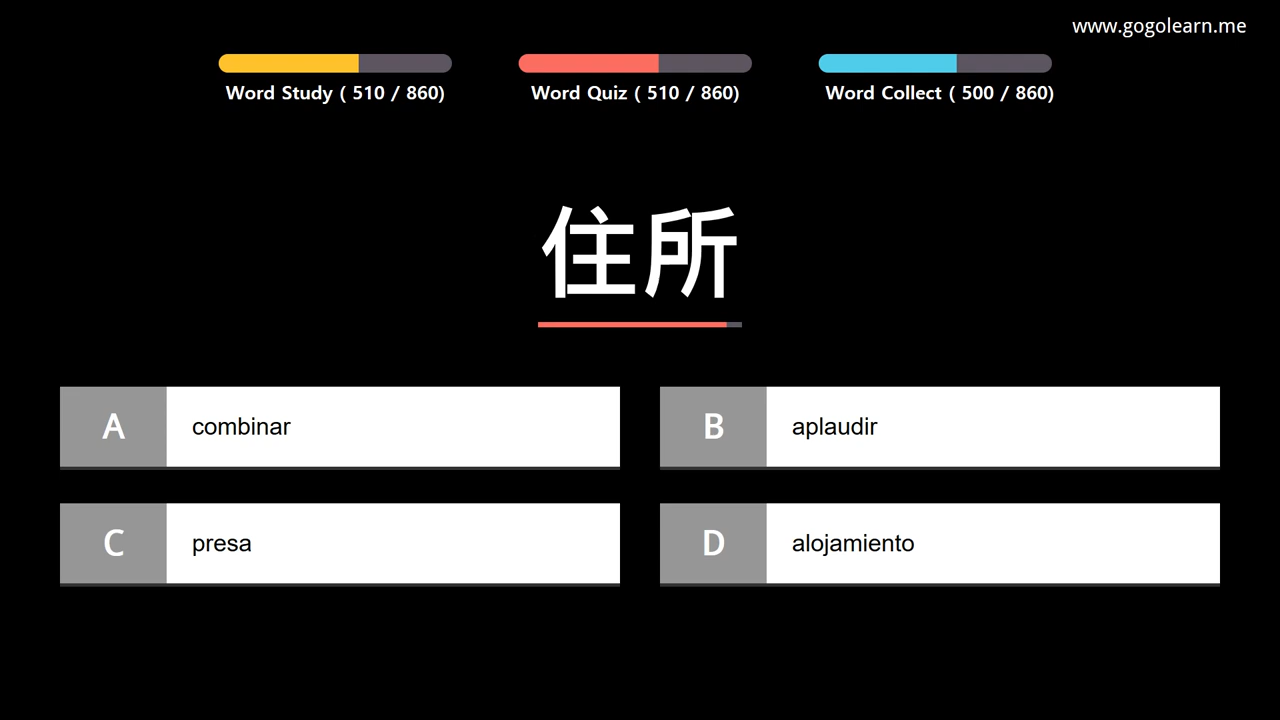 www.gogolearn.me
Word Study ( 510 / 860)
Word Quiz ( 510 / 860)
Word Collect ( 500 / 860)
住所
A combinar
B aplaudir
C presa
D alojamiento